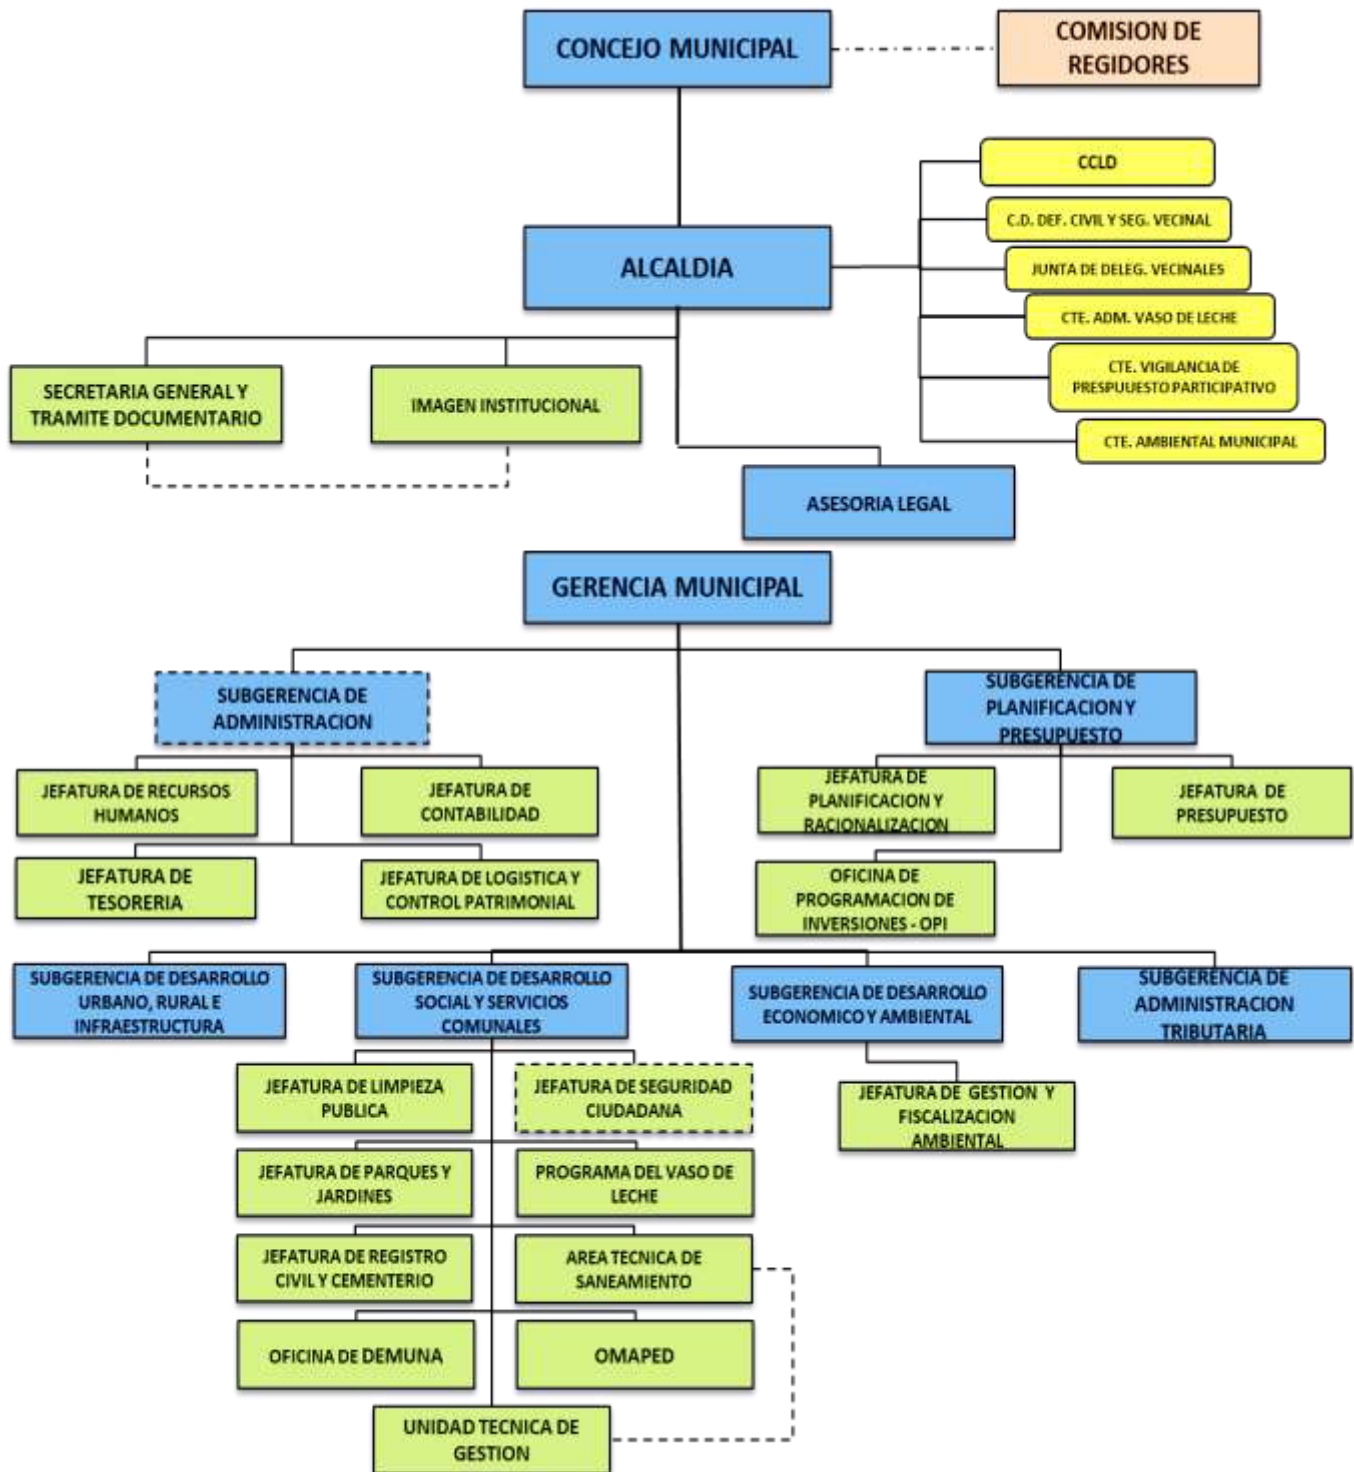 CONCEJO MUNICIPAL
COMISION DE
REGIDORES
CCLD
C.D. DEF. CIVIL Y SEG. VECINAL
ALCALDIA
JUNTA DE DELEG. VECINALES
CTE. ADM. VASO DE LECHE
CTE. VIGILANCIA DE
PRESPUUESTO PARTICIPATIVO
CTE. AMBIENTAL MUNICIPAL
SECRETARIA GENERAL Y
TRAMITE DOCUMENTARIO
IMAGEN INSTITUCIONAL
ASESORIA LEGAL
GERENCIA MUNICIPAL
SUBGERENCIA DE
ADMINISTRACION
SUBGERENCIA DE
PLANIFICACION Y
PRESUPUESTO
JEFATURA DE RECURSOS
HUMANOS
JEFATURA DE
CONTABILIDAD
JEFATURA DE
PLANIFICACION Y
RACIONALIZACION
JEFATURA DE
PRESUPUESTO
JEFATURA DE
TESORERIA
JEFATURA DE LOGISTICA Y
CONTROL PATRIMONIAL
OFICINA DE
PROGRAMACION DE
INVERSIONES - OPI
SUBGERENCIA DE DESARROLLO
URBANO, RURAL E
INFRAESTRUCTURA
SUBGERENCIA DE DESARROLLO
SOCIAL Y SERVICIOS
COMUNALES
SUBGERENCIA DE DESARROLLO
ECONOMICO Y AMBIENTAL
SUBGERENCIA DE
ADMINISTRACION
TRIBUTARIA
JEFATURA DE LIMPIEZA
PUBLICA
JEFATURA DE SEGURIDAD
CIUDADANA
JEFATURA DE GESTION Y
FISCALIZACION
AMBIENTAL
JEFATURA DE PARQUES Y
JARDINES
PROGRAMA DEL VASO DE
LECHE
JEFATURA DE REGISTRO
CIVIL Y CEMENTERIO
AREA TECNICA DE
SANEAMIENTO
OFICINA DE DEMUNA
OMAPED
UNIDAD TECNICA DE
GESTION